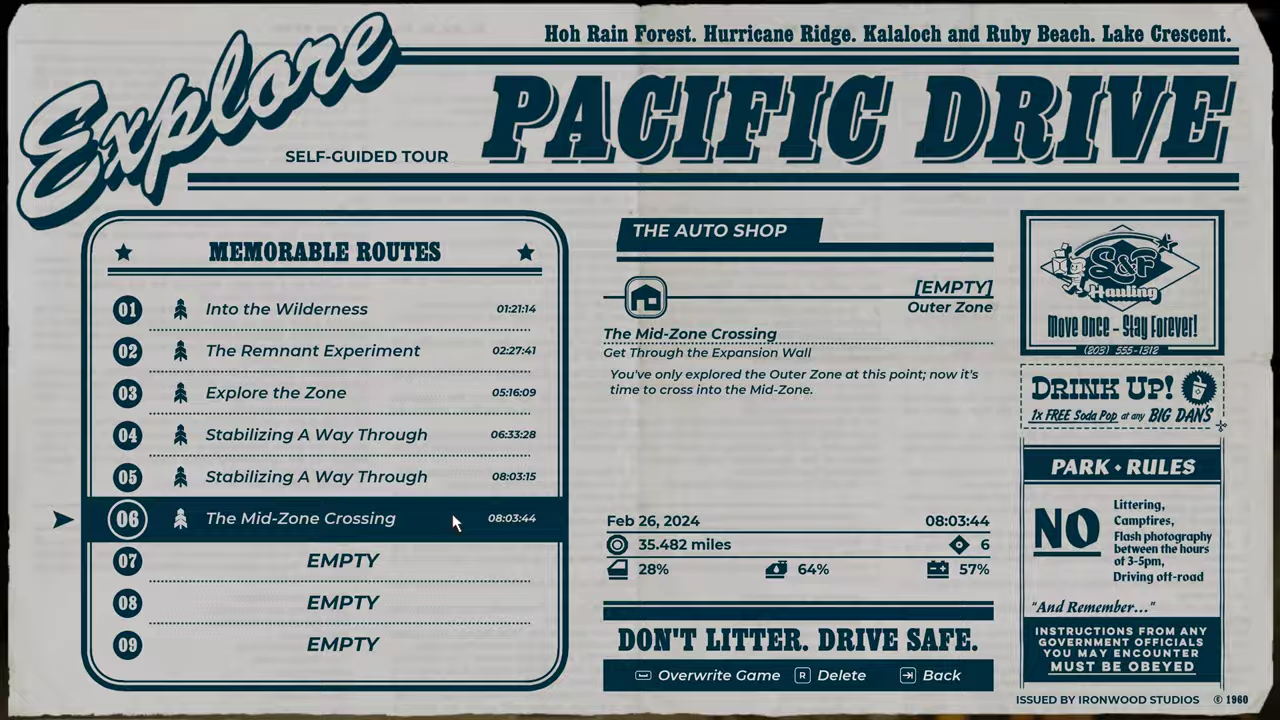 Explore
Hoh Rain Forest. Hurricane Ridge. Kalaloch and Ruby Beach. Lake Crescent.
PACIFIC DRIVE
SELF-GUIDED TOUR
MEMORABLE ROUTES
01 Into the Wilderness 01:21:14
02 The Remnant Experiment 02:27:41
03 Explore the Zone 05:16:09
04 Stabilizing A Way Through 06:33:28
05 Stabilizing A Way Through 08:03:15
06 The Mid-Zone Crossing 08:03:44
07 EMPTY
08 EMPTY
09 EMPTY
THE AUTO SHOP
[EMPTY]
Outer Zone
The Mid-Zone Crossing
Get Through the Expansion Wall
You've only explored the Outer Zone at this point; now it's
time to cross into the Mid-Zone.
Feb 26, 2024 08:03:44
35.482 miles 6
28% 64% 57%
DON'T LITTER. DRIVE SAFE.
Overwrite Game R Delete Back
S&F
Hauling
Move Once - Stay Forever!
(203) 555-1312
DRINK UP!
1x FREE Soda Pop at any BIG DAN'S
PARK • RULES
NO
Littering,
Campfires,
Flash photography
between the hours
of 3-5pm,
Driving off-road
"And Remember..."
INSTRUCTIONS FROM ANY
GOVERNMENT OFFICIALS
YOU MAY ENCOUNTER
MUST BE OBEYED
ISSUED BY IRONWOOD STUDIOS © 1960